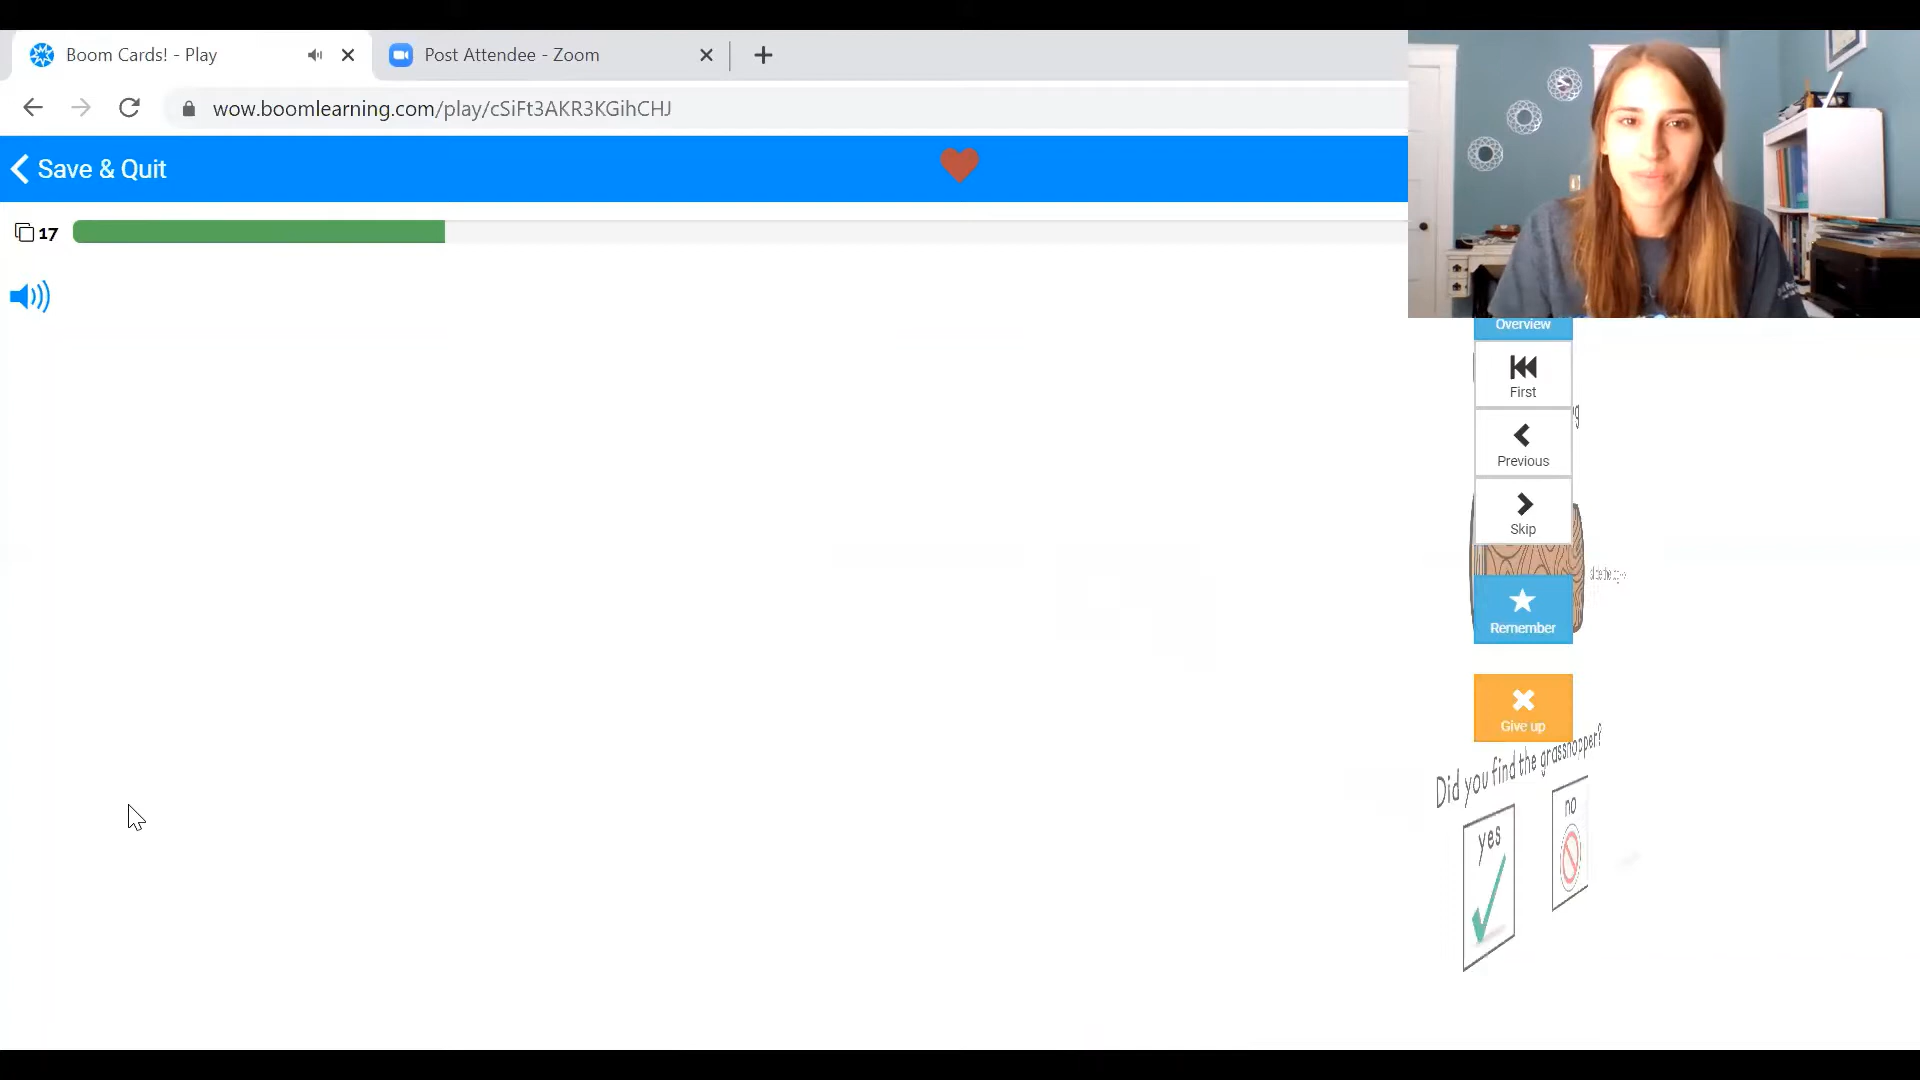 Boom Cards! - Play
Post Attendee - Zoom
wow.boomlearning.com/play/cSiFt3AKR3KGihCHJ
Save & Quit
17
Overview
First
Previous
Skip
Remember
Give up
Did you find the grasshopper?
yes
no